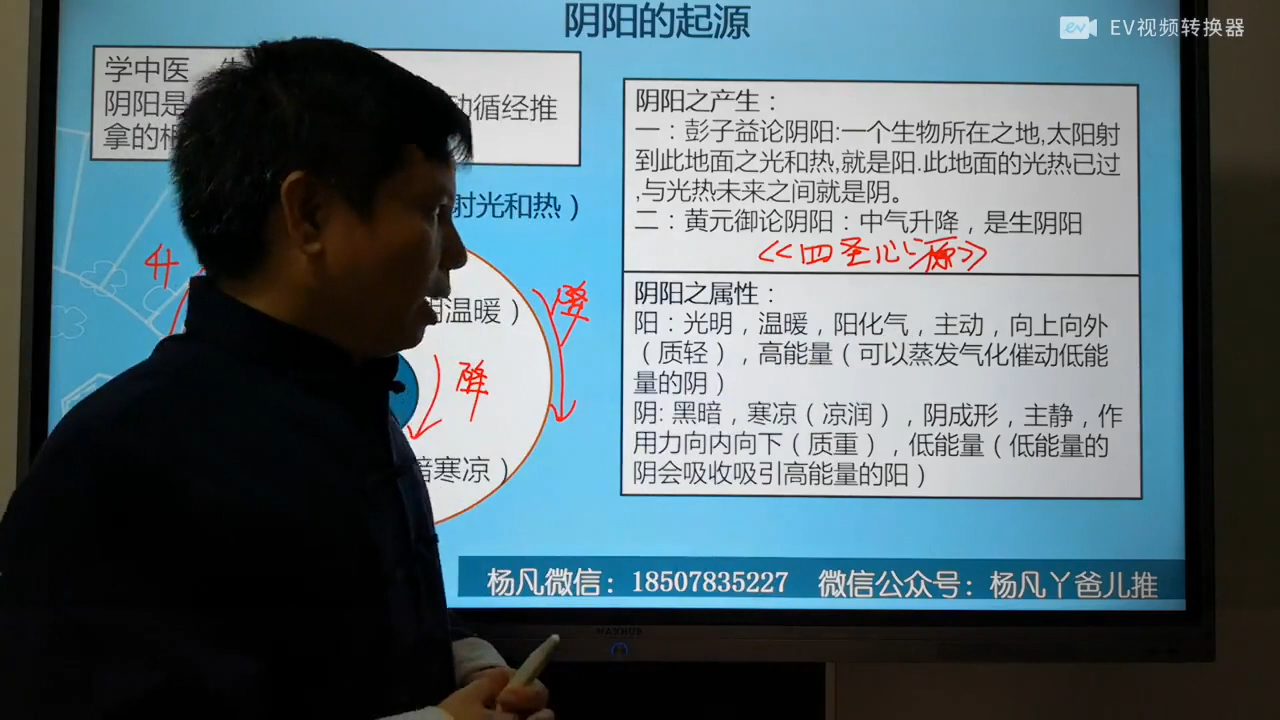 阴阳的起源
EV视频转换器
学中医
阴阳是 动循经推
拿的根
射光和热）
升
温暖）
降
降
暗寒凉）
阴阳之产生：
一：彭子益论阴阳:一个生物所在之地,太阳射
到此地面之光和热,就是阳.此地面的光热已过
,与光热未来之间就是阴。
二：黄元御论阴阳：中气升降，是生阴阳
<<四圣心源>>
阴阳之属性：
阳：光明，温暖，阳化气，主动，向上向外
（质轻），高能量（可以蒸发气化催动低能
量的阴）
阴: 黑暗，寒凉（凉润），阴成形，主静，作
用力向内向下（质重），低能量（低能量的
阴会吸收吸引高能量的阳）
杨凡微信：18507835227 微信公众号：杨凡丫爸儿推
MAXHUB